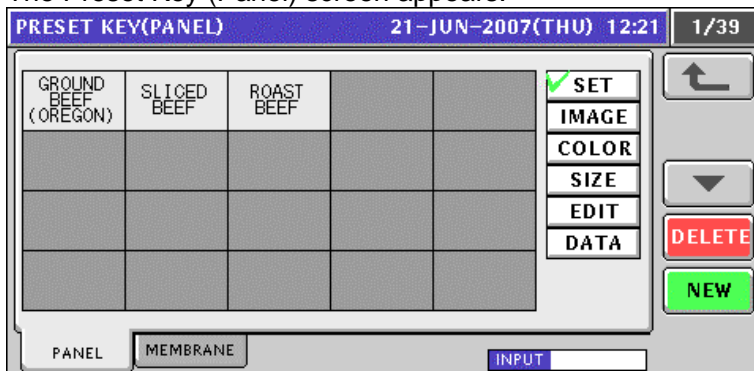 The Preset Key (Panel) screen appears.
PRESET KEY(PANEL) 21-JUN-2007(THU) 12:21 1/39
GROUND
BEEF
(OREGON)
SLICED
BEEF
ROAST
BEEF
SET
IMAGE
COLOR
SIZE
EDIT
DATA
DELETE
NEW
PANEL
MEMBRANE
INPUT